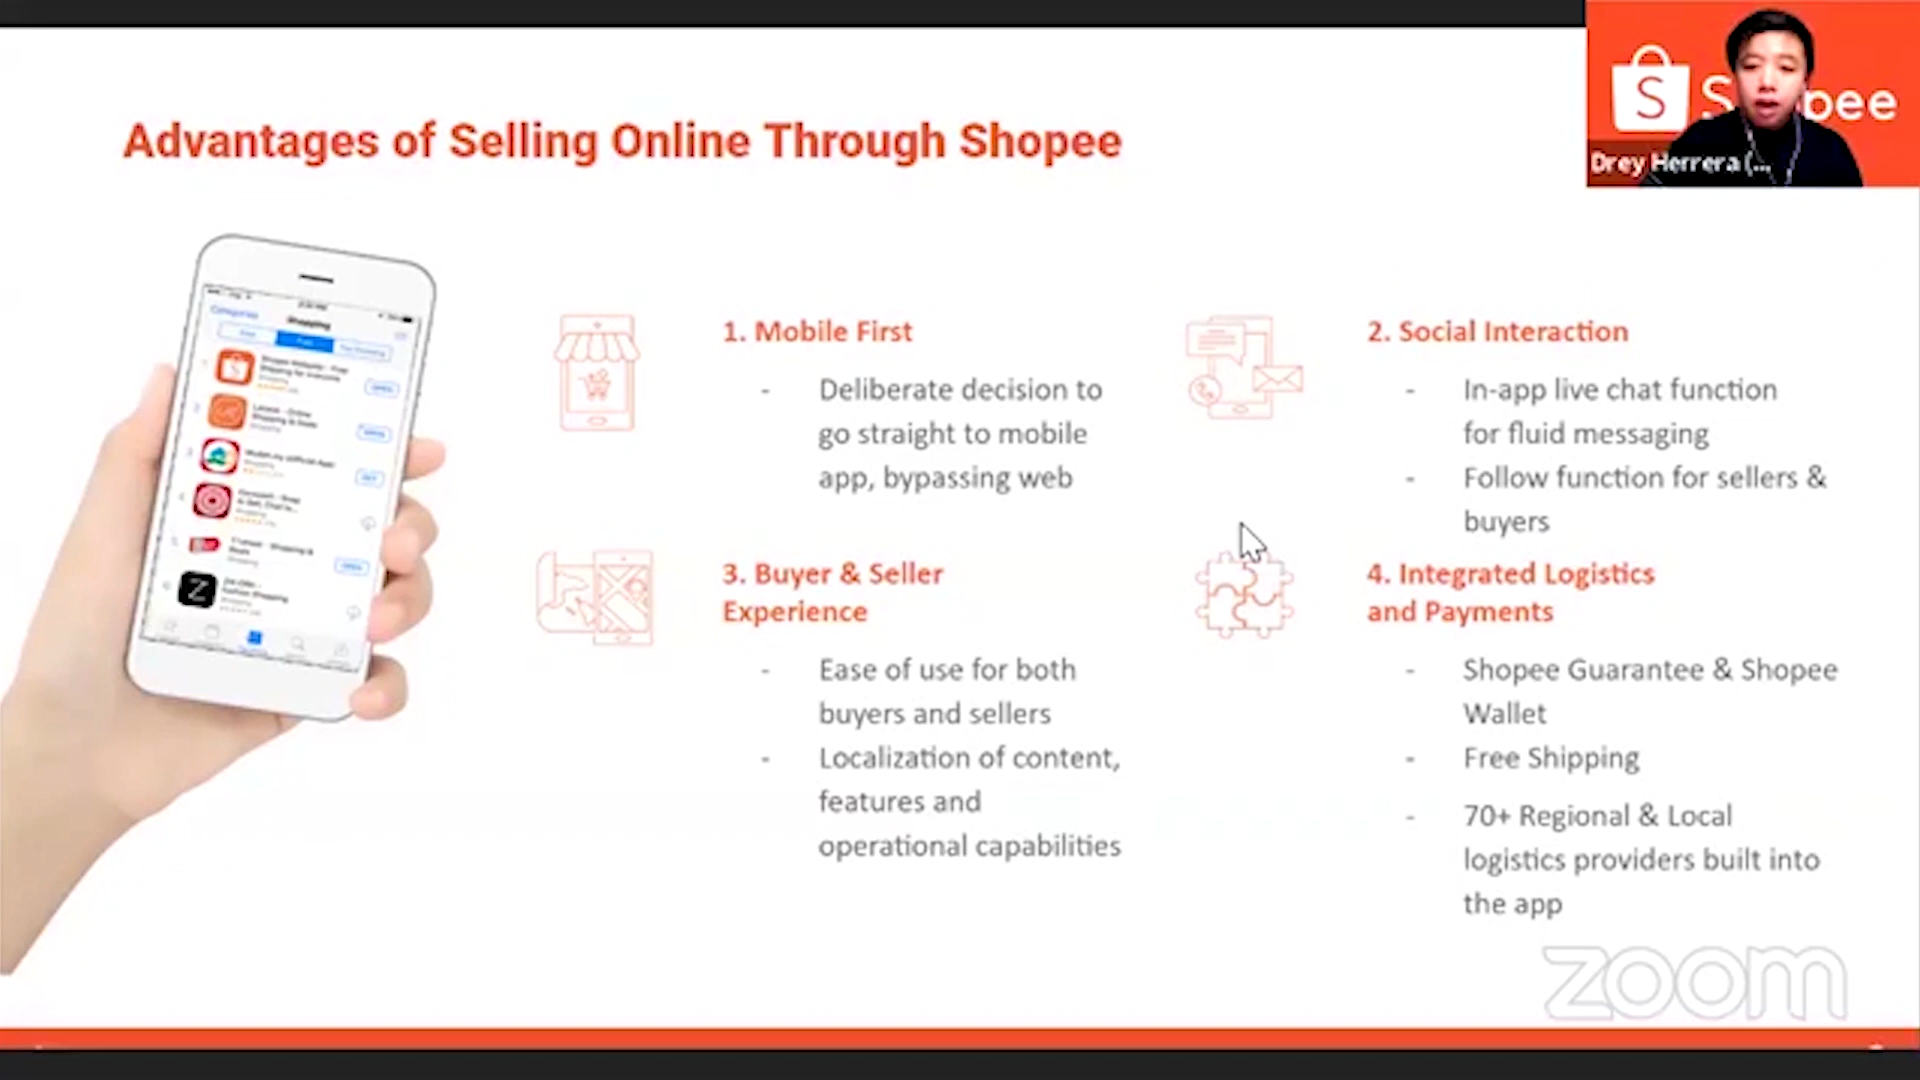 Advantages of Selling Online Through Shopee
S
pee
Drey Herrera (...
Categories
Shopping
1. Mobile First
- Deliberate decision to
go straight to mobile
app, bypassing web
2. Social Interaction
- In-app live chat function
for fluid messaging
- Follow function for sellers &
buyers
3. Buyer & Seller
Experience
- Ease of use for both
buyers and sellers
- Localization of content,
features and
operational capabilities
4. Integrated Logistics
and Payments
- Shopee Guarantee & Shopee
Wallet
- Free Shipping
- 70+ Regional & Local
logistics providers built into
the app
zoom